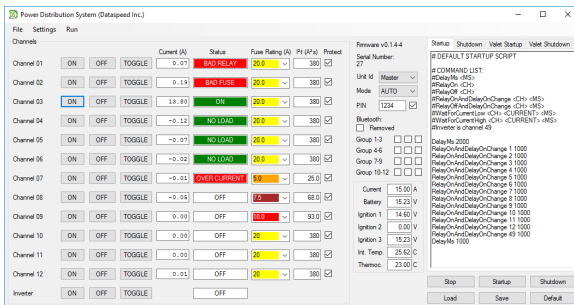 Power Distribution System (Dataspeed Inc.)
File Settings Run
Channels
Current (A) Status Fuse Rating (A) I²t (A²s) Protect
Channel 01 ON OFF TOGGLE 0.07 BAD RELAY 20.0 380
Channel 02 ON OFF TOGGLE 0.19 BAD FUSE 20.0 380
Channel 03 ON OFF TOGGLE 13.80 ON 20.0 380
Channel 04 ON OFF TOGGLE -0.12 NO LOAD 20.0 380
Channel 05 ON OFF TOGGLE -0.07 NO LOAD 20.0 380
Channel 06 ON OFF TOGGLE -0.02 NO LOAD 20.0 380
Channel 07 ON OFF TOGGLE -0.01 OVER CURRENT 5.0 25.0
Channel 08 ON OFF TOGGLE -0.05 OFF 7.5 68.0
Channel 09 ON OFF TOGGLE 0.00 OFF 10.0 93.0
Channel 10 ON OFF TOGGLE 0.00 OFF 20 380
Channel 11 ON OFF TOGGLE 0.00 OFF 20 380
Channel 12 ON OFF TOGGLE 0.01 OFF 20 380
Inverter ON OFF TOGGLE OFF
Firmware v0.1.4-4
Serial Number:
27
Unit Id Master
Mode AUTO
PIN 1234
Bluetooth:
Removed
Group 1-3
Group 4-6
Group 7-9
Group 10-12
Current 15.00 A
Battery 15.23 V
Ignition 1 14.60 V
Ignition 2 0.00 V
Ignition 3 15.23 V
Int. Temp. 25.62 C
Thermoc. 23.00 C
Startup Shutdown Valet Startup Valet Shutdown
# DEFAULT STARTUP SCRIPT
# COMMAND LIST:
#DelayMs <MS>
#RelayOn <CH>
#RelayOff <CH>
#RelayOnAndDelayOnChange <CH> <MS>
#RelayOffAndDelayOnChange <CH> <MS>
#WaitForCurrentLow <CH> <CURRENT> <MS>
#WaitForCurrentHigh <CH> <CURRENT> <MS>
#Inverter is channel 49
DelayMs 2000
RelayOnAndDelayOnChange 1 1000
RelayOnAndDelayOnChange 2 1000
RelayOnAndDelayOnChange 3 1000
RelayOnAndDelayOnChange 4 1000
RelayOnAndDelayOnChange 5 1000
RelayOnAndDelayOnChange 6 1000
RelayOnAndDelayOnChange 7 1000
RelayOnAndDelayOnChange 8 1000
RelayOnAndDelayOnChange 9 1000
RelayOnAndDelayOnChange 10 1000
RelayOnAndDelayOnChange 11 1000
RelayOnAndDelayOnChange 12 1000
RelayOnAndDelayOnChange 49 1000
DelayMs 1000
Stop Startup Shutdown
Load Save Default